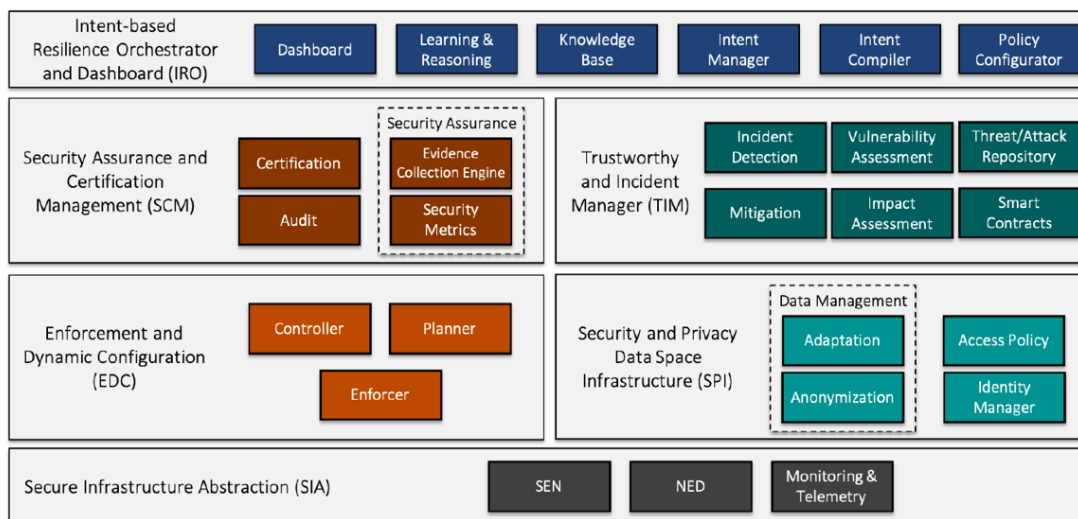 Intent-based
Resilience Orchestrator
and Dashboard (IRO)
Dashboard
Learning &
Reasoning
Knowledge
Base
Intent
Manager
Intent
Compiler
Policy
Configurator
Security Assurance and
Certification
Management (SCM)
Certification
Audit
Security Assurance
Evidence
Collection Engine
Security
Metrics
Trustworthy
and Incident
Manager (TIM)
Incident
Detection
Vulnerability
Assessment
Threat/Attack
Repository
Mitigation
Impact
Assessment
Smart
Contracts
Enforcement and
Dynamic Configuration
(EDC)
Controller
Planner
Enforcer
Security and Privacy
Data Space
Infrastructure (SPI)
Data Management
Adaptation
Anonymization
Access Policy
Identity
Manager
Secure Infrastructure Abstraction (SIA)
SEN
NED
Monitoring &
Telemetry